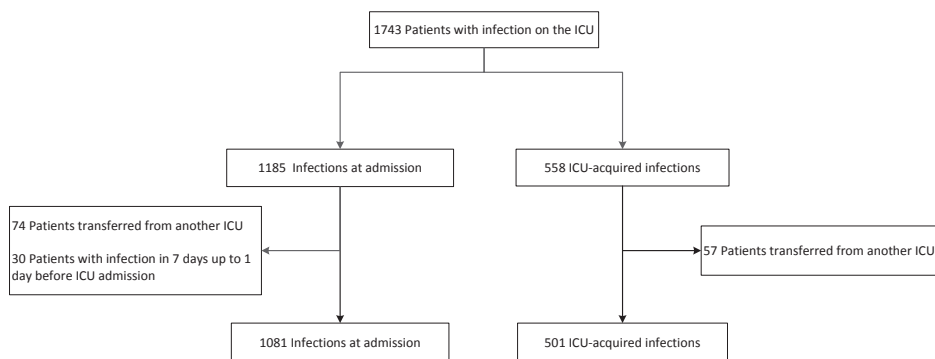 1743 Patients with infection on the ICU
1185 Infections at admission
558 ICU-acquired infections
74 Patients transferred from another ICU
30 Patients with infection in 7 days up to 1
day before ICU admission
57 Patients transferred from another ICU
1081 Infections at admission
501 ICU-acquired infections